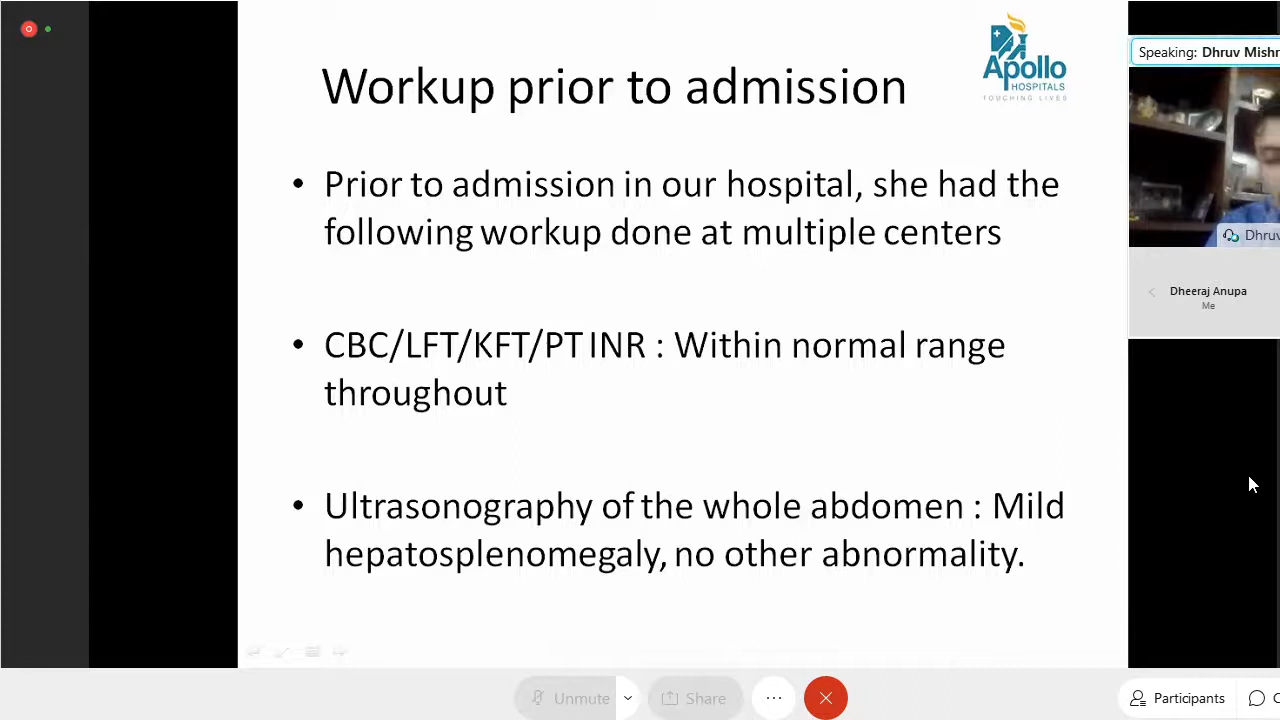 Workup prior to admission
Apollo
HOSPITALS
TOUCHING LIVES
• Prior to admission in our hospital, she had the
following workup done at multiple centers
• CBC/LFT/KFT/PT INR : Within normal range
throughout
• Ultrasonography of the whole abdomen : Mild
hepatosplenomegaly, no other abnormality.
Speaking: Dhruv Mishr
Dhruv
Dheeraj Anupa
Me
Unmute
Share
Participants
C